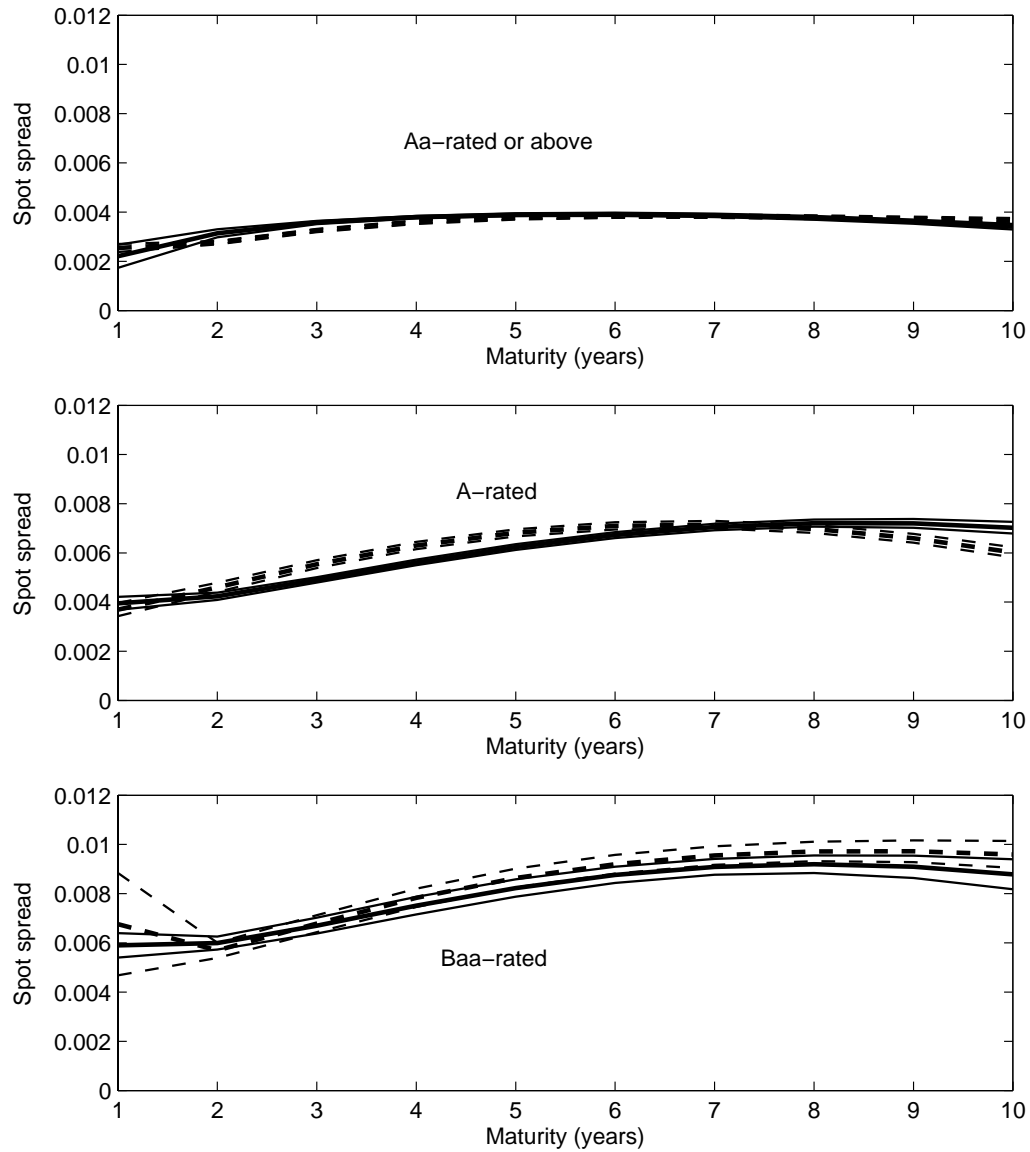 0.012
0.01
0.008
0.006
0.004
0.002
0
Spot spread
Aa−rated or above
1 2 3 4 5 6 7 8 9 10
Maturity (years)
0.012
0.01
0.008
0.006
0.004
0.002
0
Spot spread
A−rated
1 2 3 4 5 6 7 8 9 10
Maturity (years)
0.012
0.01
0.008
0.006
0.004
0.002
0
Spot spread
Baa−rated
1 2 3 4 5 6 7 8 9 10
Maturity (years)